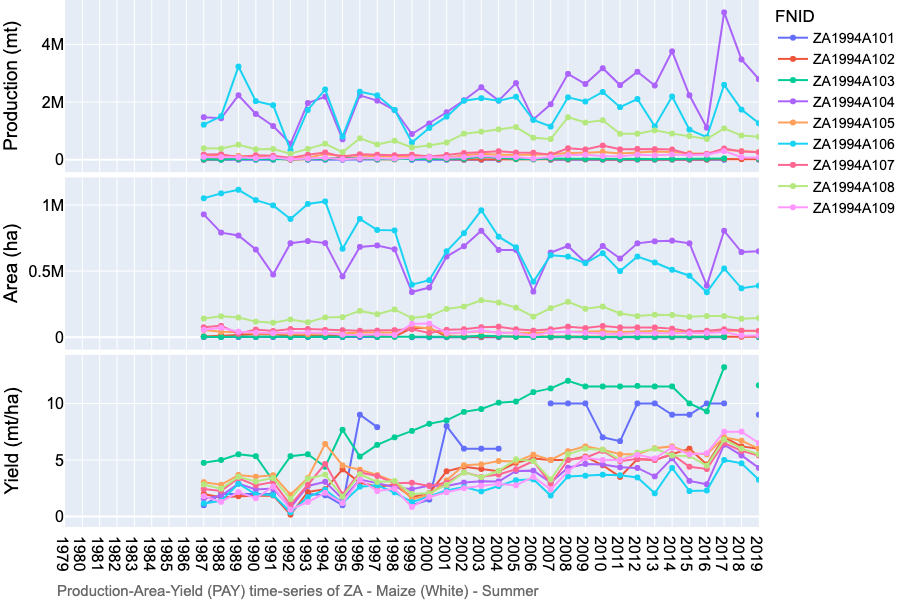 Production (mt)
4M
2M
0
Area (ha)
1M
0.5M
0
Yield (mt/ha)
10
5
0
1979
1980
1981
1982
1983
1984
1985
1986
1987
1988
1989
1990
1991
1992
1993
1994
1995
1996
1997
1998
1999
2000
2001
2002
2003
2004
2005
2006
2007
2008
2009
2010
2011
2012
2013
2014
2015
2016
2017
2018
2019
FNID
ZA1994A101
ZA1994A102
ZA1994A103
ZA1994A104
ZA1994A105
ZA1994A106
ZA1994A107
ZA1994A108
ZA1994A109
Production-Area-Yield (PAY) time-series of ZA - Maize (White) - Summer